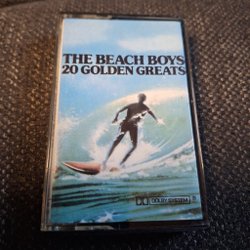 THE BEACH BOYS
20 GOLDEN GREATS
DOLBY SYSTEM